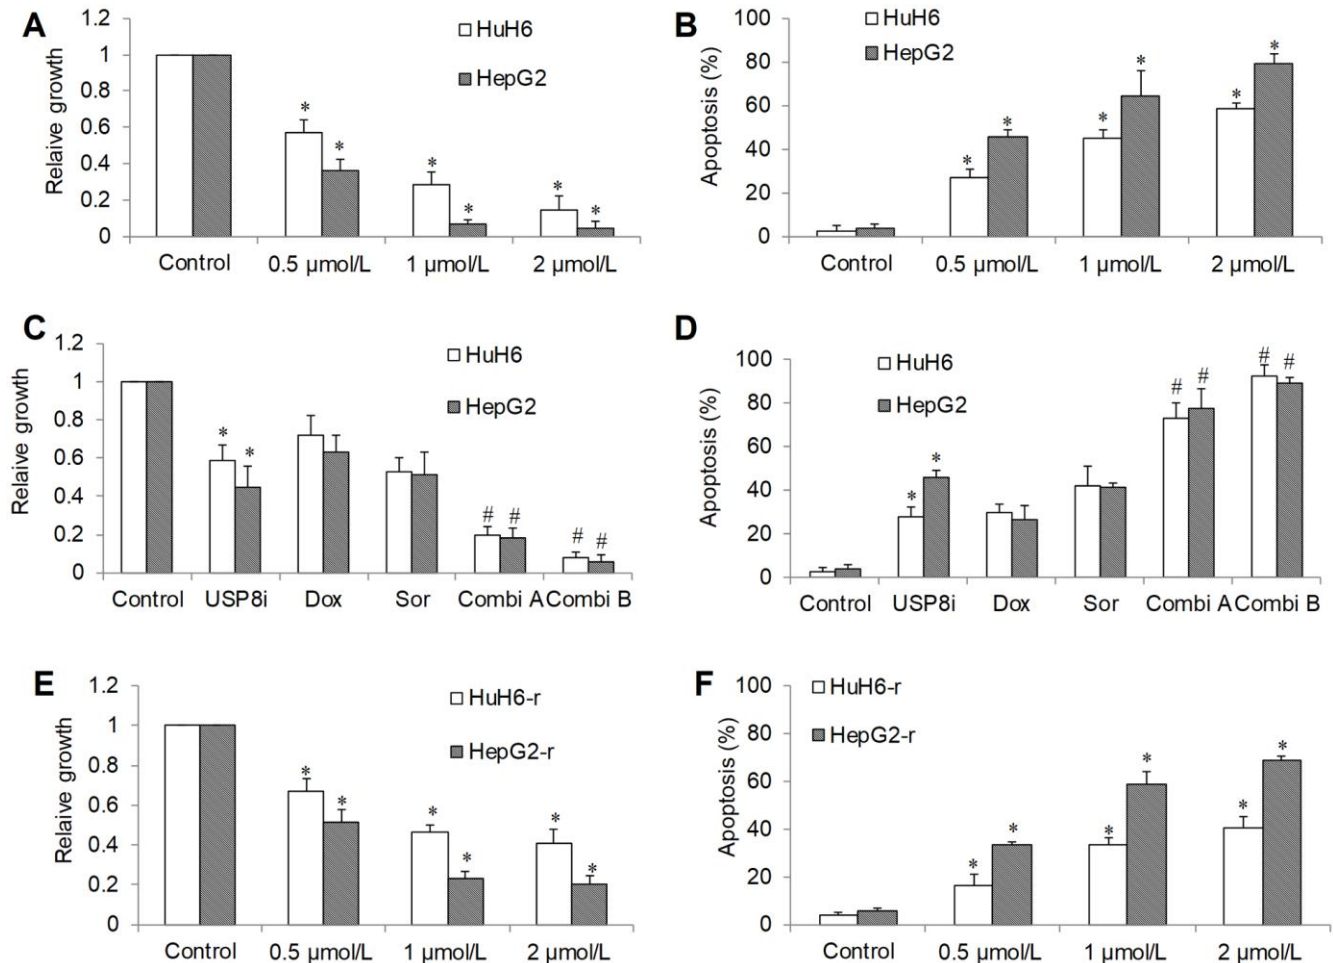 A
Relaive growth
1.2
1
0.8
0.6
0.4
0.2
0
HuH6
HepG2
* * * * * *
Control 0.5 µmol/L 1 µmol/L 2 µmol/L
B
Apoptosis (%)
100
80
60
40
20
0
HuH6
HepG2
* * * * * *
Control 0.5 µmol/L 1 µmol/L 2 µmol/L
C
Relaive growth
1.2
1
0.8
0.6
0.4
0.2
0
HuH6
HepG2
* * # # # #
Control USP8i Dox Sor Combi A Combi B
D
Apoptosis (%)
100
80
60
40
20
0
HuH6
HepG2
* * # # # #
Control USP8i Dox Sor Combi A Combi B
E
Relaive growth
1.2
1
0.8
0.6
0.4
0.2
0
HuH6-r
HepG2-r
* * * * * *
Control 0.5 µmol/L 1 µmol/L 2 µmol/L
F
Apoptosis (%)
100
80
60
40
20
0
HuH6-r
HepG2-r
* * * * * *
Control 0.5 µmol/L 1 µmol/L 2 µmol/L